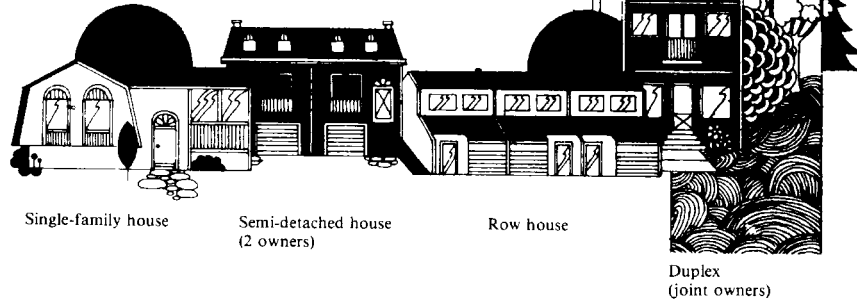 Single-family house
Semi-detached house
(2 owners)
Row house
Duplex
(joint owners)